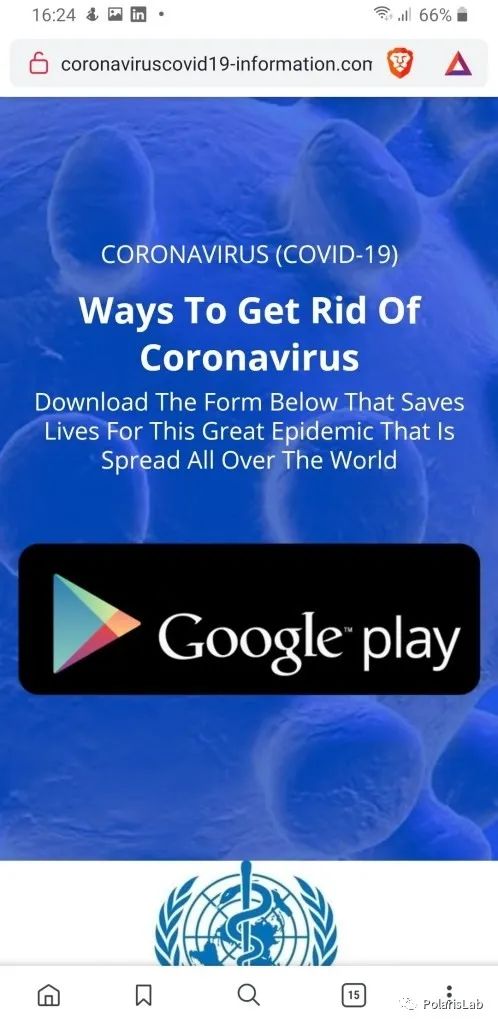 16:24
66%
coronaviruscovid19-information.com
CORONAVIRUS (COVID-19)
Ways To Get Rid Of
Coronavirus
Download The Form Below That Saves
Lives For This Great Epidemic That Is
Spread All Over The World
Google™ play
15
PolarisLab